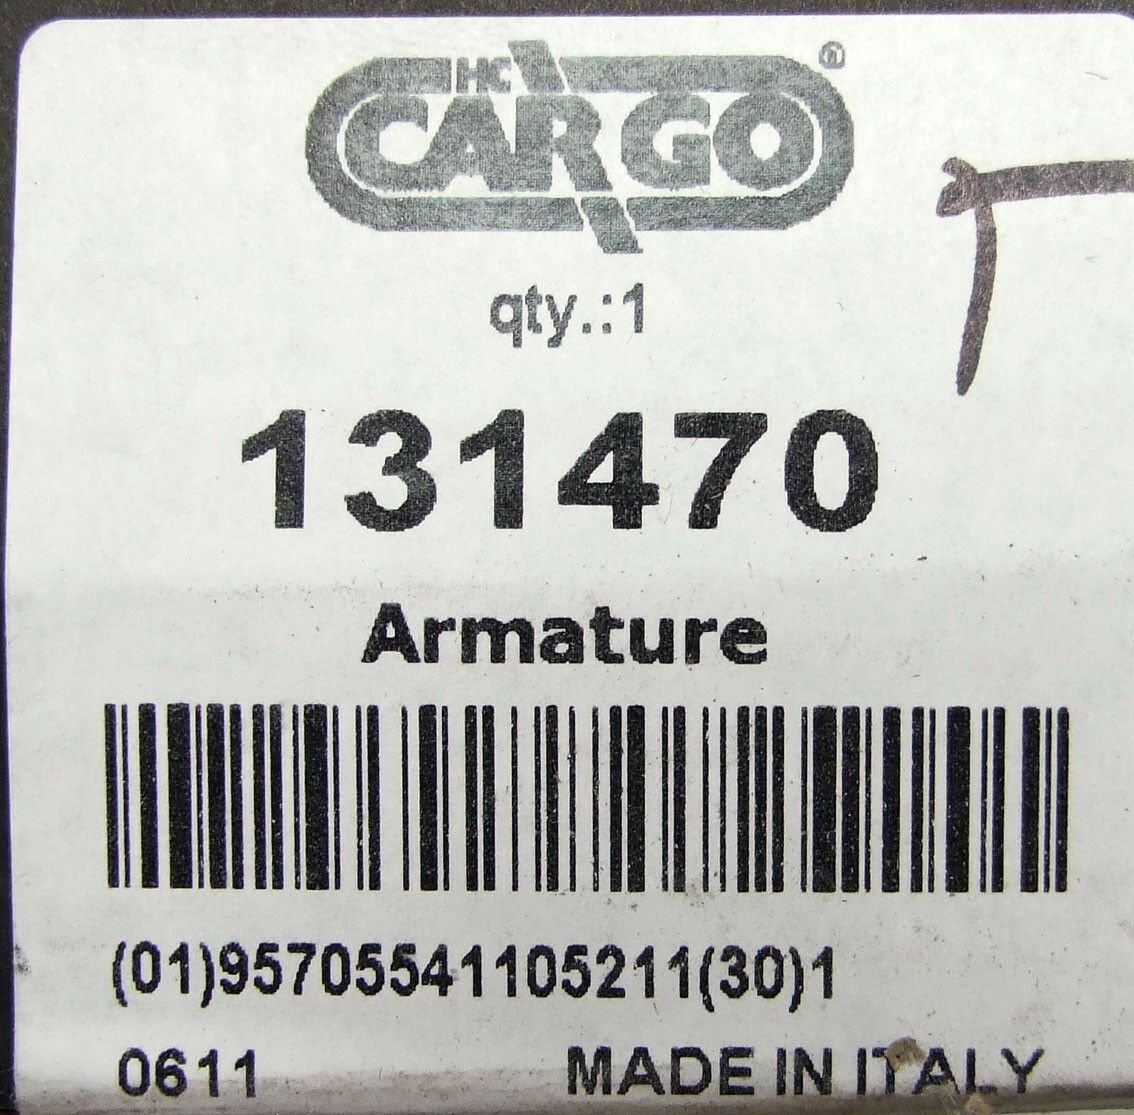 HC
CARGO®
qty.:1
131470
Armature
(01)95705541105211(30)1
0611
MADE IN ITALY